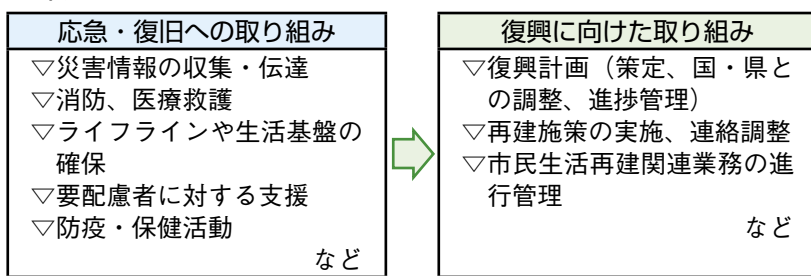 応急・復旧への取り組み
▽災害情報の収集・伝達
▽消防、医療救護
▽ライフラインや生活基盤の
確保
▽要配慮者に対する支援
▽防疫・保健活動
など
復興に向けた取り組み
▽復興計画（策定、国・県と
の調整、進捗管理）
▽再建施策の実施、連絡調整
▽市民生活再建関連業務の進
行管理
など